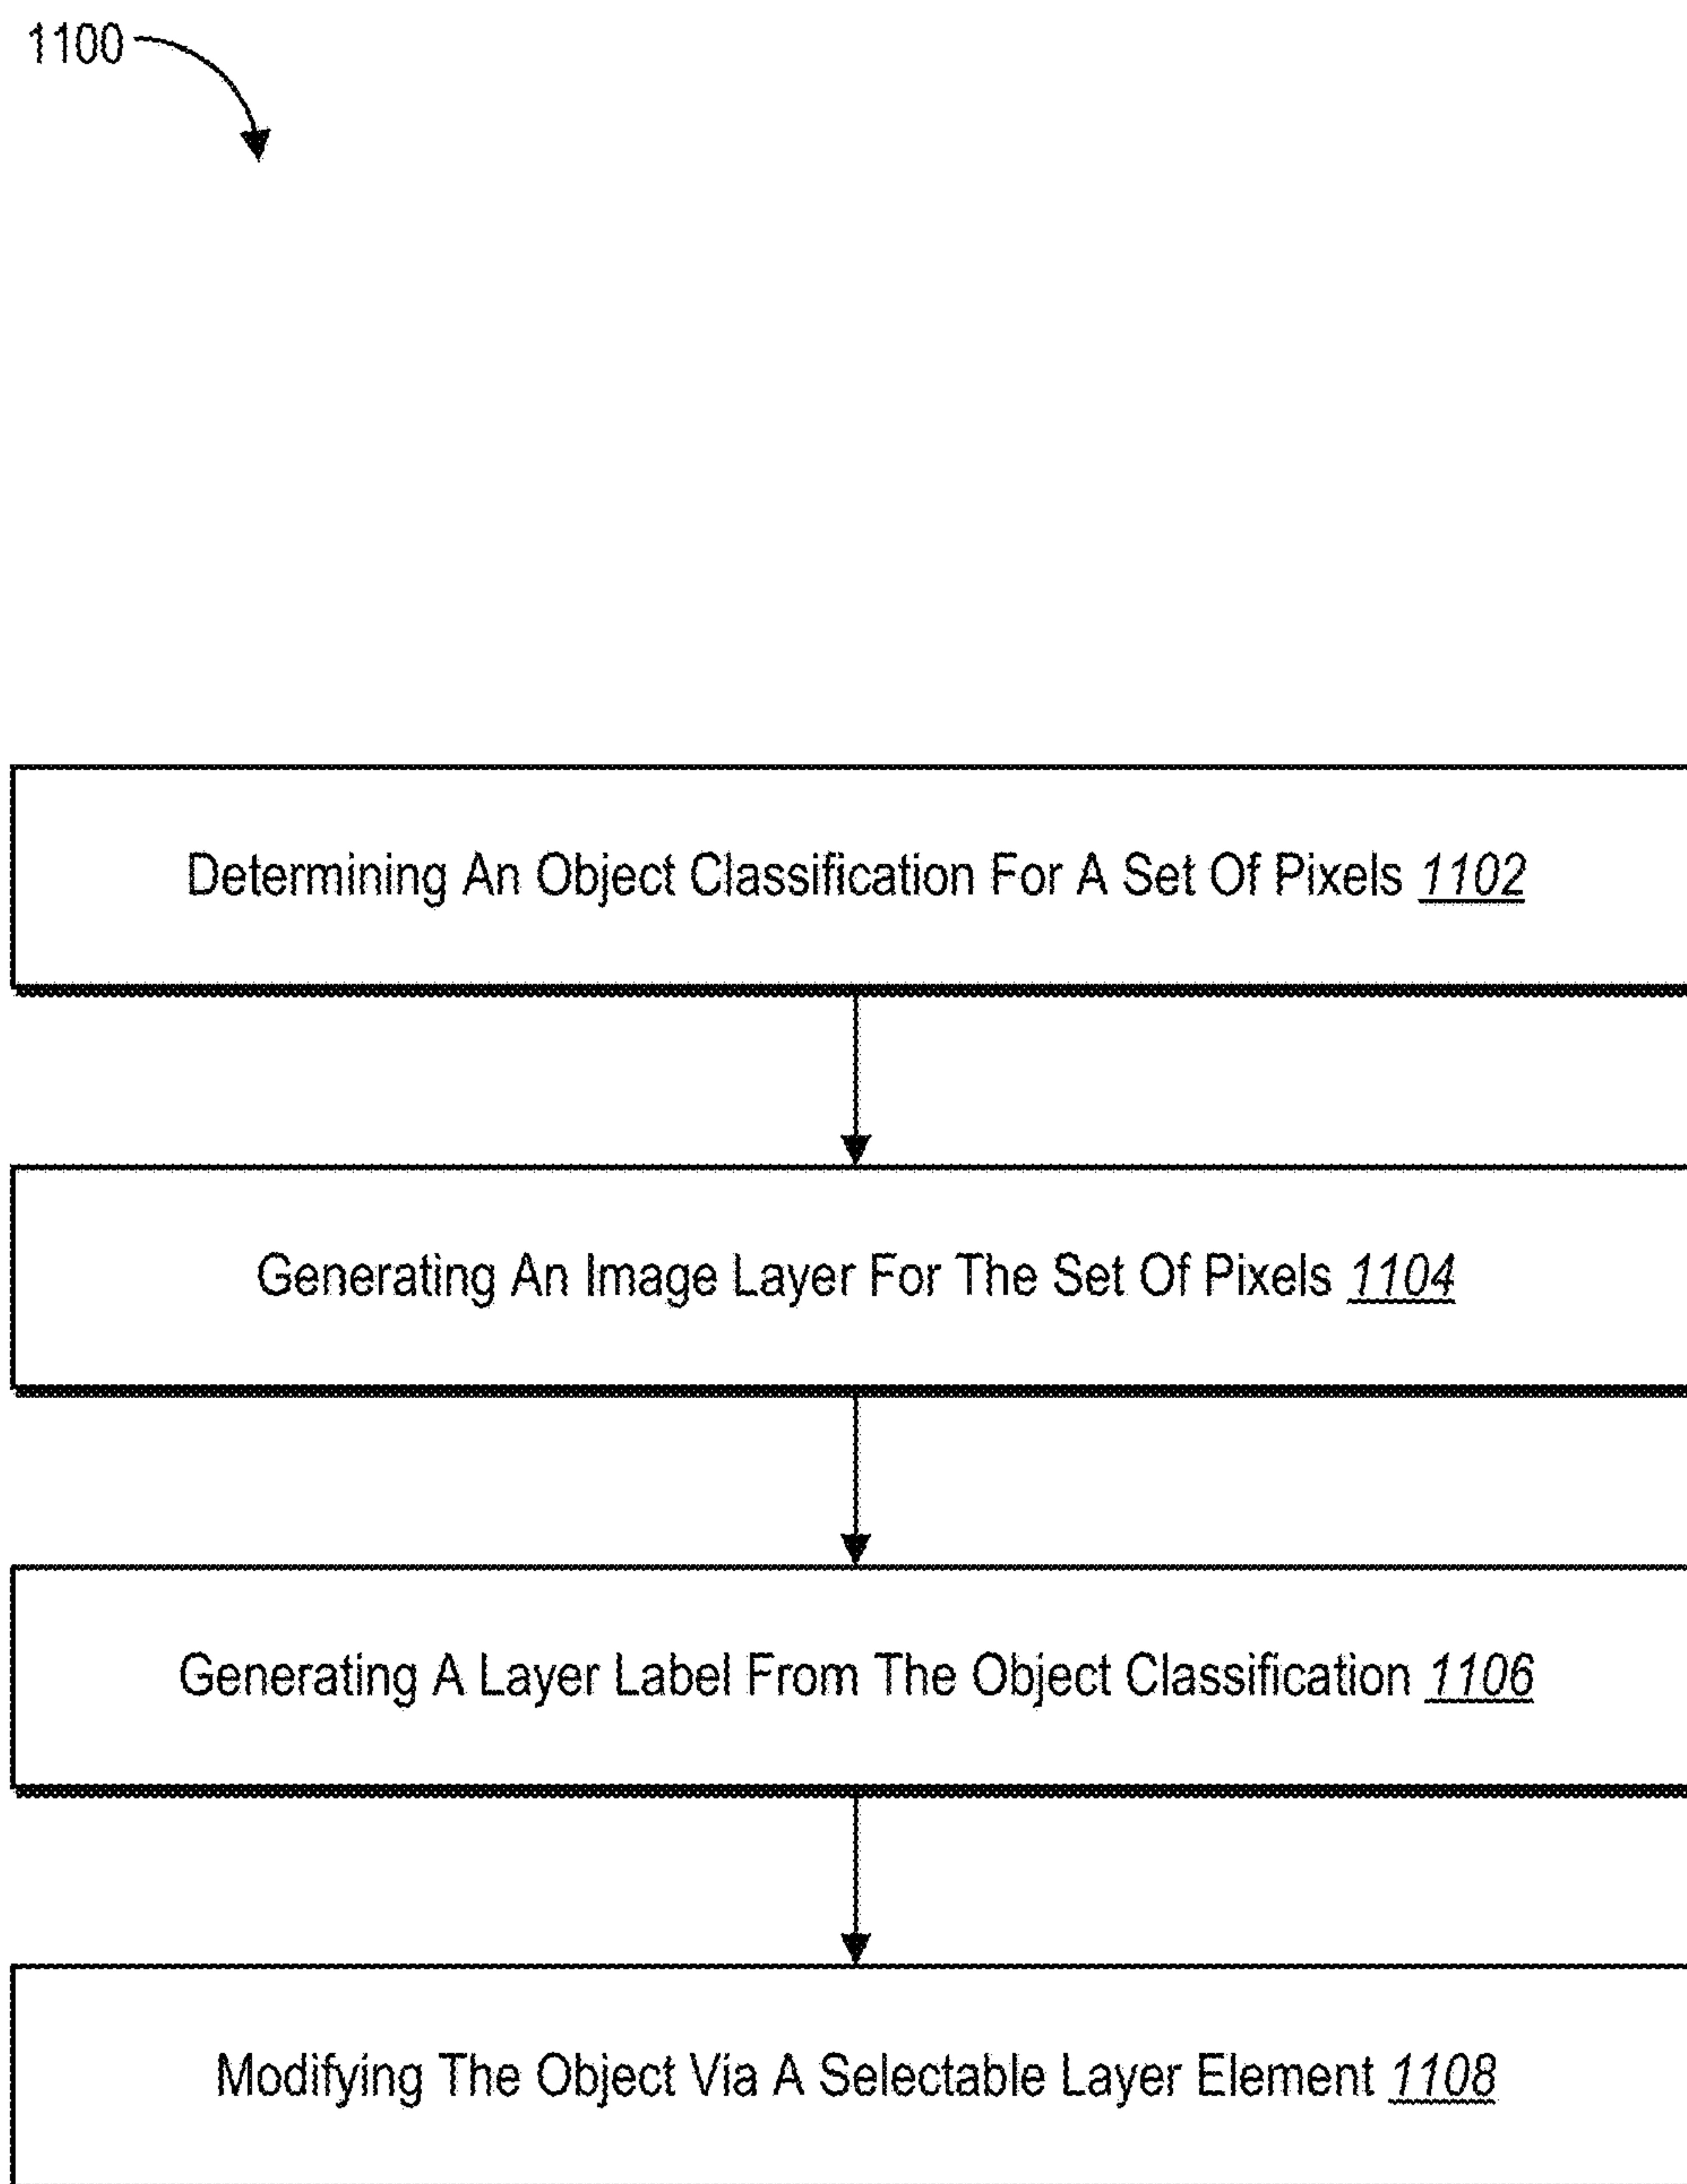 1100
Determining An Object Classification For A Set Of Pixels 1102
Generating An Image Layer For The Set Of Pixels 1104
Generating A Layer Label From The Object Classification 1106
Modifying The Object Via A Selectable Layer Element 1108